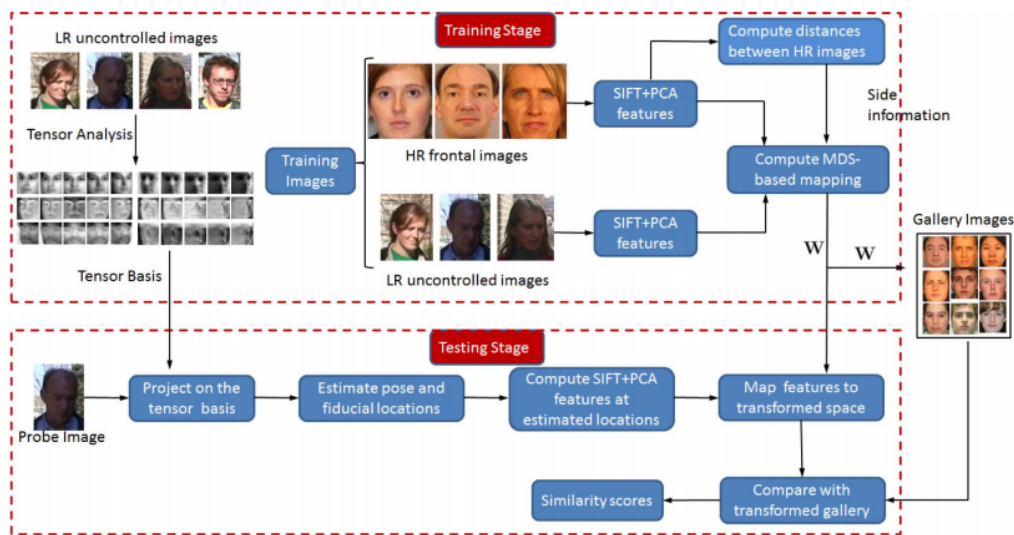 Training Stage
LR uncontrolled images
Tensor Analysis
Tensor Basis
Training
Images
HR frontal images
LR uncontrolled images
SIFT+PCA
features
SIFT+PCA
features
Compute distances
between HR images
Side
information
Compute MDS-
based mapping
W
W
Gallery Images
Testing Stage
Probe Image
Project on the
tensor basis
Estimate pose and
fiducial locations
Compute SIFT+PCA
features at
estimated locations
Map features to
transformed space
Compare with
transformed gallery
Similarity scores